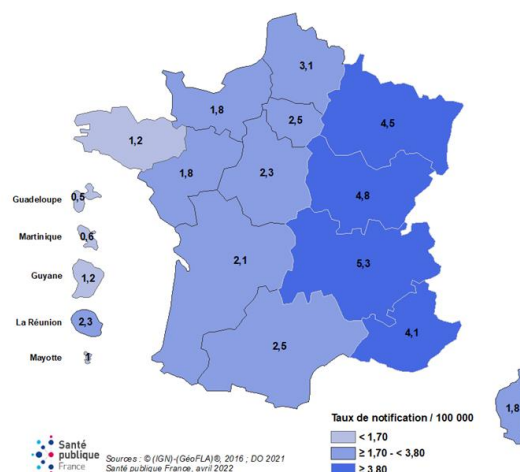 3,1
1,8
2,5
4,5
1,2
1,8
2,3
4,8
Guadeloupe 0,5
Martinique 0,6
2,1
5,3
Guyane 1,2
La Réunion 2,3
4,1
2,5
Mayotte 1
1,8
Taux de notification / 100 000
< 1,70
≥ 1,70 - < 3,80
≥ 3,80
Santé
publique
France
Sources : © (IGN)-(GéoFLA)®, 2016 ; DO 2021
Santé publique France, avril 2022